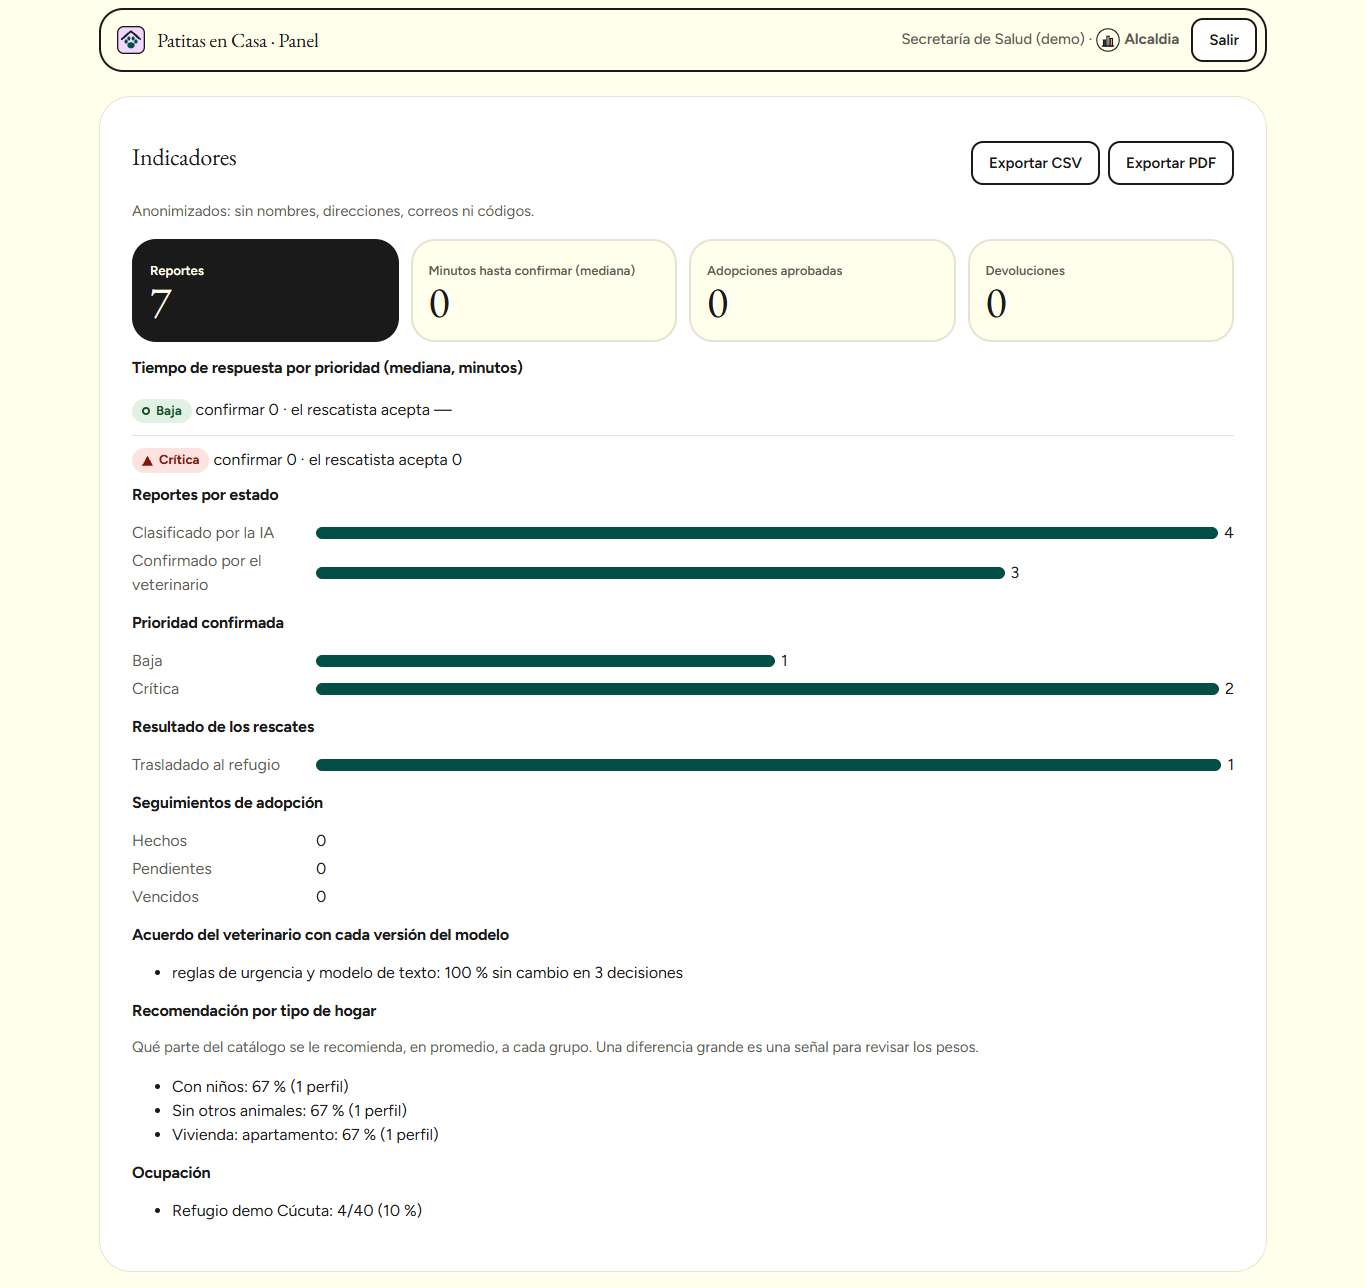 Patitas en Casa · Panel
Secretaría de Salud (demo) · Alcaldia
Salir
Indicadores
Exportar CSV
Exportar PDF
Anonimizados: sin nombres, direcciones, correos ni códigos.
Reportes
7
Minutos hasta confirmar (mediana)
0
Adopciones aprobadas
0
Devoluciones
0
Tiempo de respuesta por prioridad (mediana, minutos)
Baja confirmar 0 · el rescatista acepta —
Crítica confirmar 0 · el rescatista acepta 0
Reportes por estado
Clasificado por la IA 4
Confirmado por el
veterinario 3
Prioridad confirmada
Baja 1
Crítica 2
Resultado de los rescates
Trasladado al refugio 1
Seguimientos de adopción
Hechos 0
Pendientes 0
Vencidos 0
Acuerdo del veterinario con cada versión del modelo
• reglas de urgencia y modelo de texto: 100 % sin cambio en 3 decisiones
Recomendación por tipo de hogar
Qué parte del catálogo se le recomienda, en promedio, a cada grupo. Una diferencia grande es una señal para revisar los pesos.
• Con niños: 67 % (1 perfil)
• Sin otros animales: 67 % (1 perfil)
• Vivienda: apartamento: 67 % (1 perfil)
Ocupación
• Refugio demo Cúcuta: 4/40 (10 %)